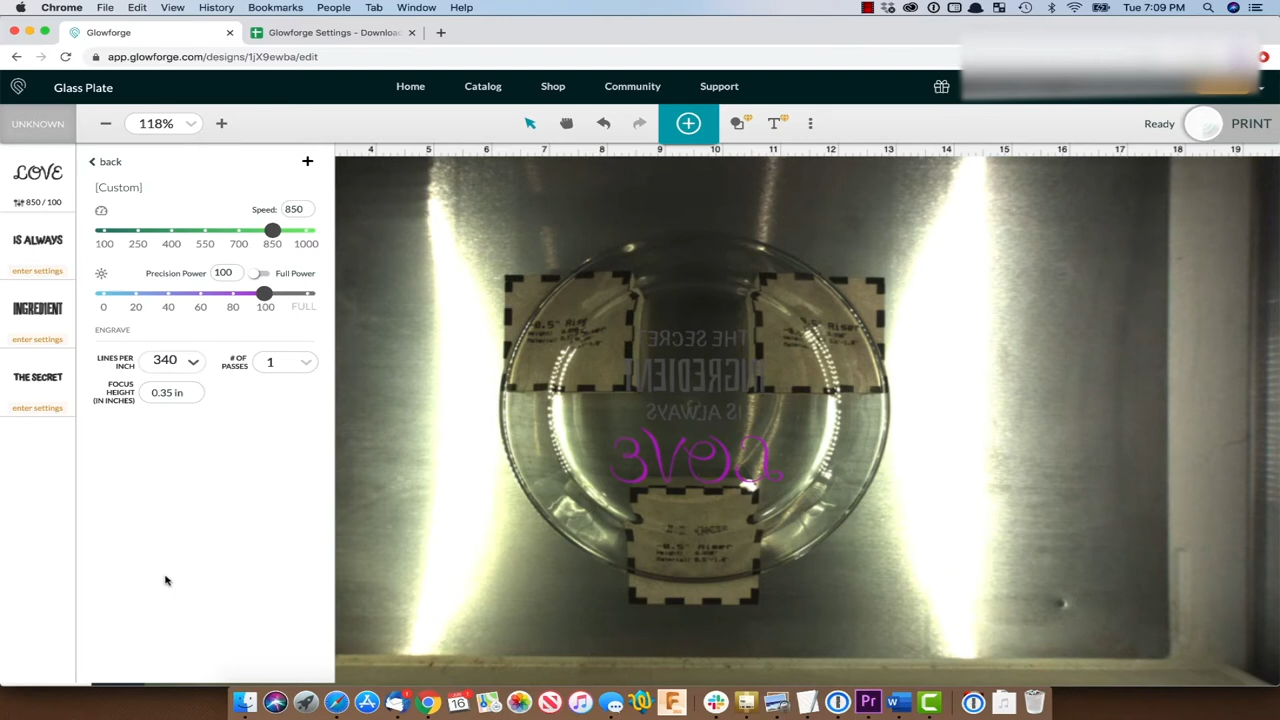 Chrome File Edit View History Bookmarks People Tab Window Help Tue 7:09 PM
Glowforge Glowforge Settings - Downloa
app.glowforge.com/designs/1jX9ewba/edit
Glass Plate Home Catalog Shop Community Support
UNKNOWN 118% Ready PRINT
4 5 6 7 8 9 10 11 12 13 14 15 16 17 18 19
LOVE
850 / 100
IS ALWAYS
enter settings
INGREDIENT
enter settings
THE SECRET
enter settings
back
[Custom]
Speed: 850
100 250 400 550 700 850 1000
Precision Power 100 Full Power
0 20 40 60 80 100 FULL
ENGRAVE
LINES PER INCH 340 # OF PASSES 1
FOCUS HEIGHT (IN INCHES) 0.35 in
THE SECRET
INGREDIENT
IS ALWAYS
LOVE
~0.5" Riser